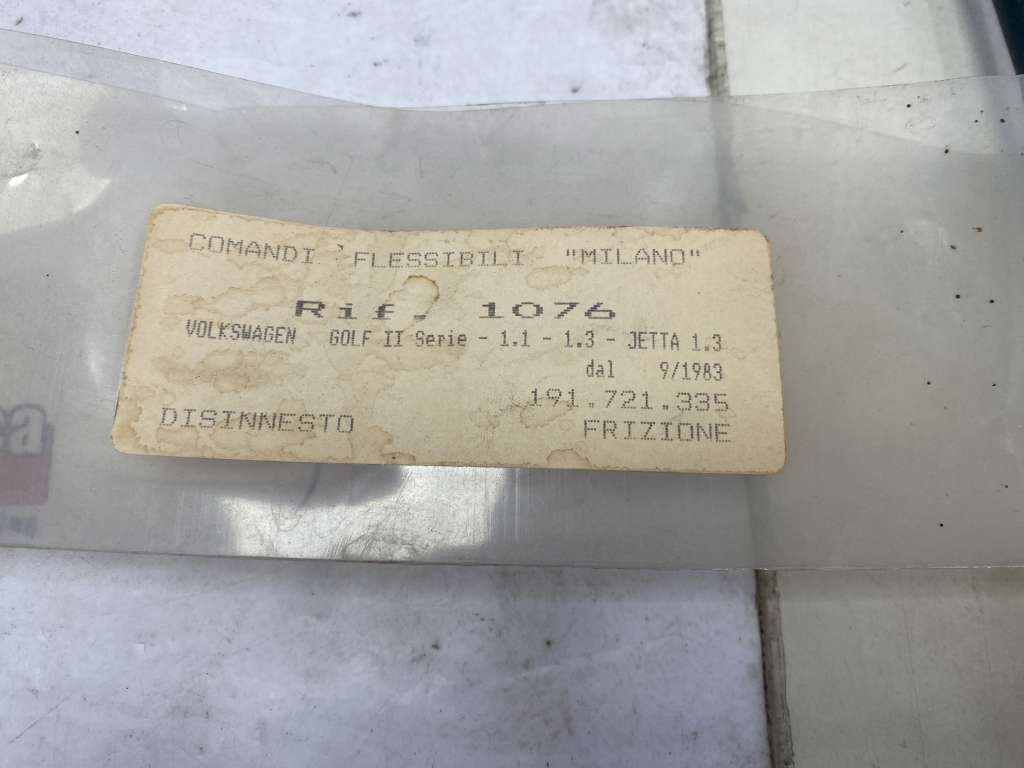 COMANDI FLESSIBILI "MILANO"
Rif. 1076
VOLKSWAGEN GOLF II Serie - 1.1 - 1.3 - JETTA 1.3
dal 9/1983
191.721.335
DISINNESTO FRIZIONE